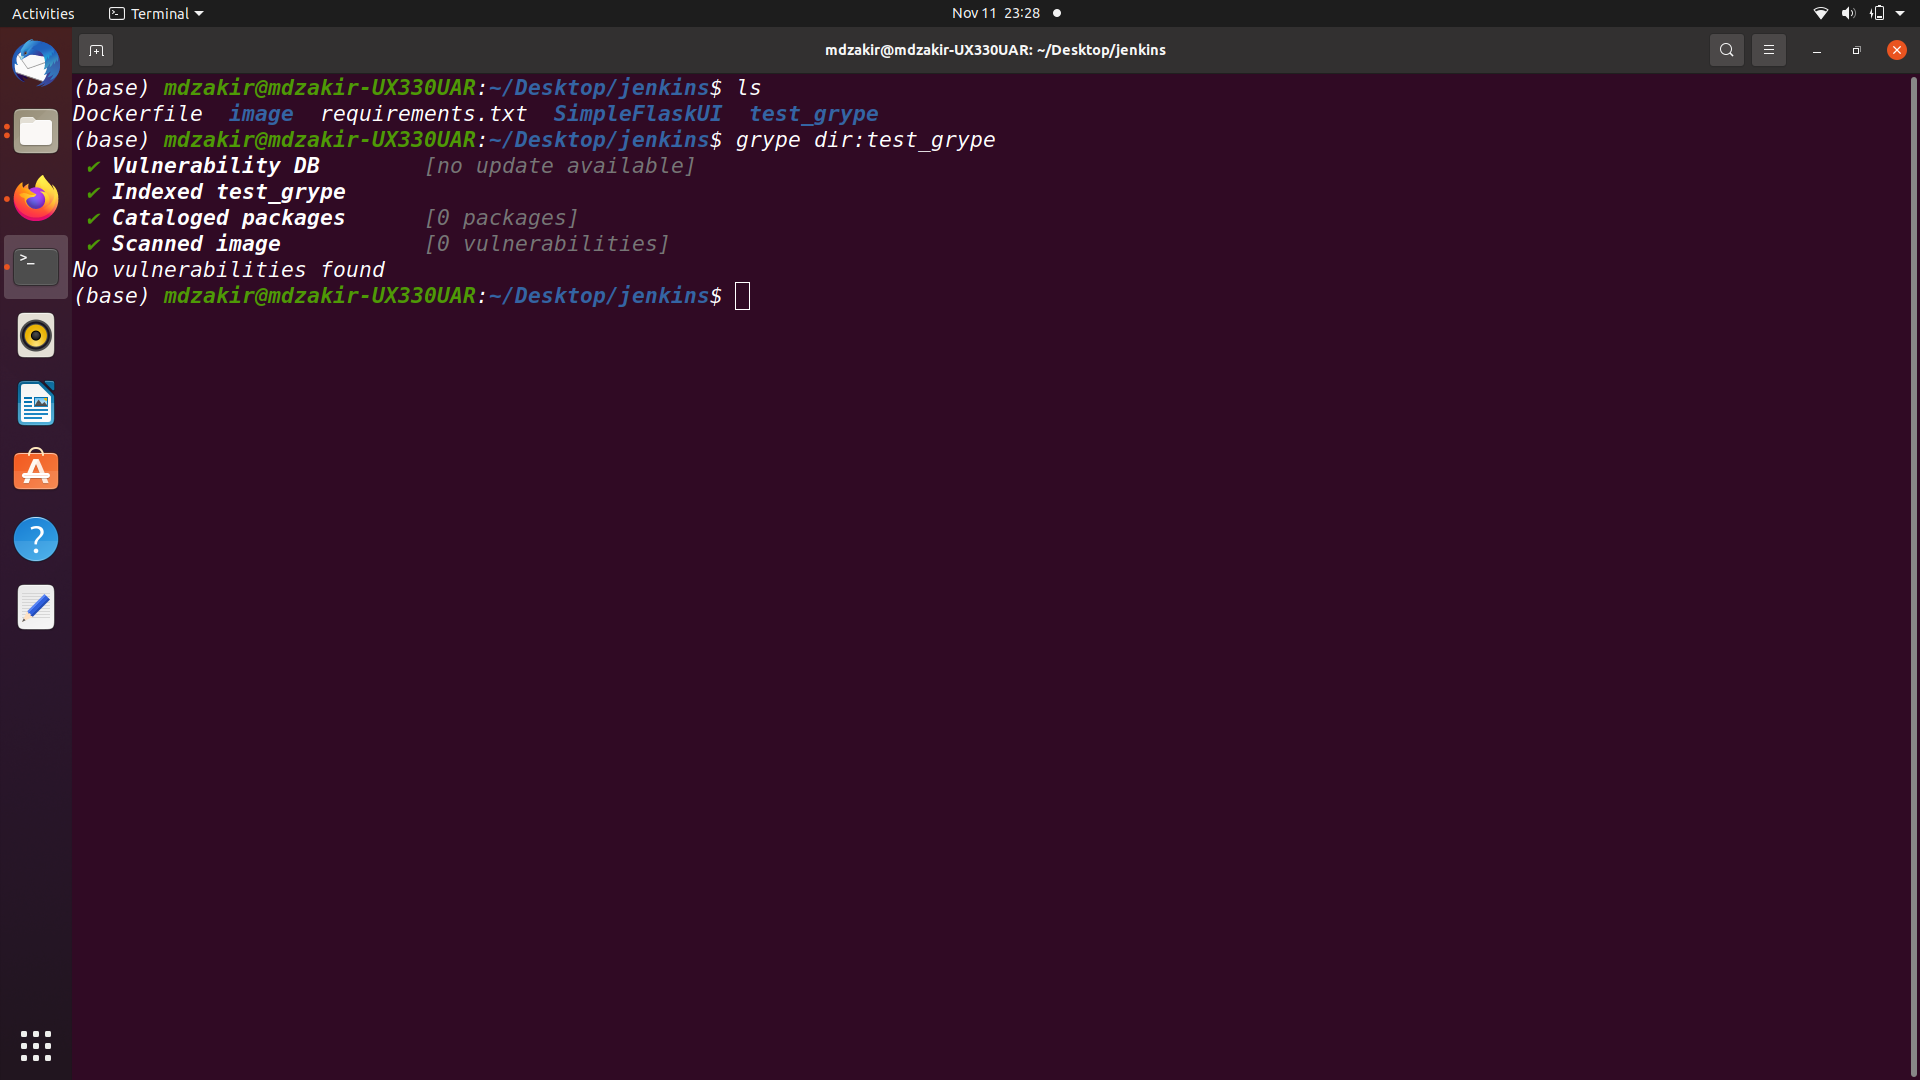 Activities Terminal Nov 11 23:28
mdzakir@mdzakir-UX330UAR: ~/Desktop/jenkins
(base) mdzakir@mdzakir-UX330UAR:~/Desktop/jenkins$ ls
Dockerfile image requirements.txt SimpleFlaskUI test_grype
(base) mdzakir@mdzakir-UX330UAR:~/Desktop/jenkins$ grype dir:test_grype
✔ Vulnerability DB [no update available]
✔ Indexed test_grype
✔ Cataloged packages [0 packages]
✔ Scanned image [0 vulnerabilities]
No vulnerabilities found
(base) mdzakir@mdzakir-UX330UAR:~/Desktop/jenkins$